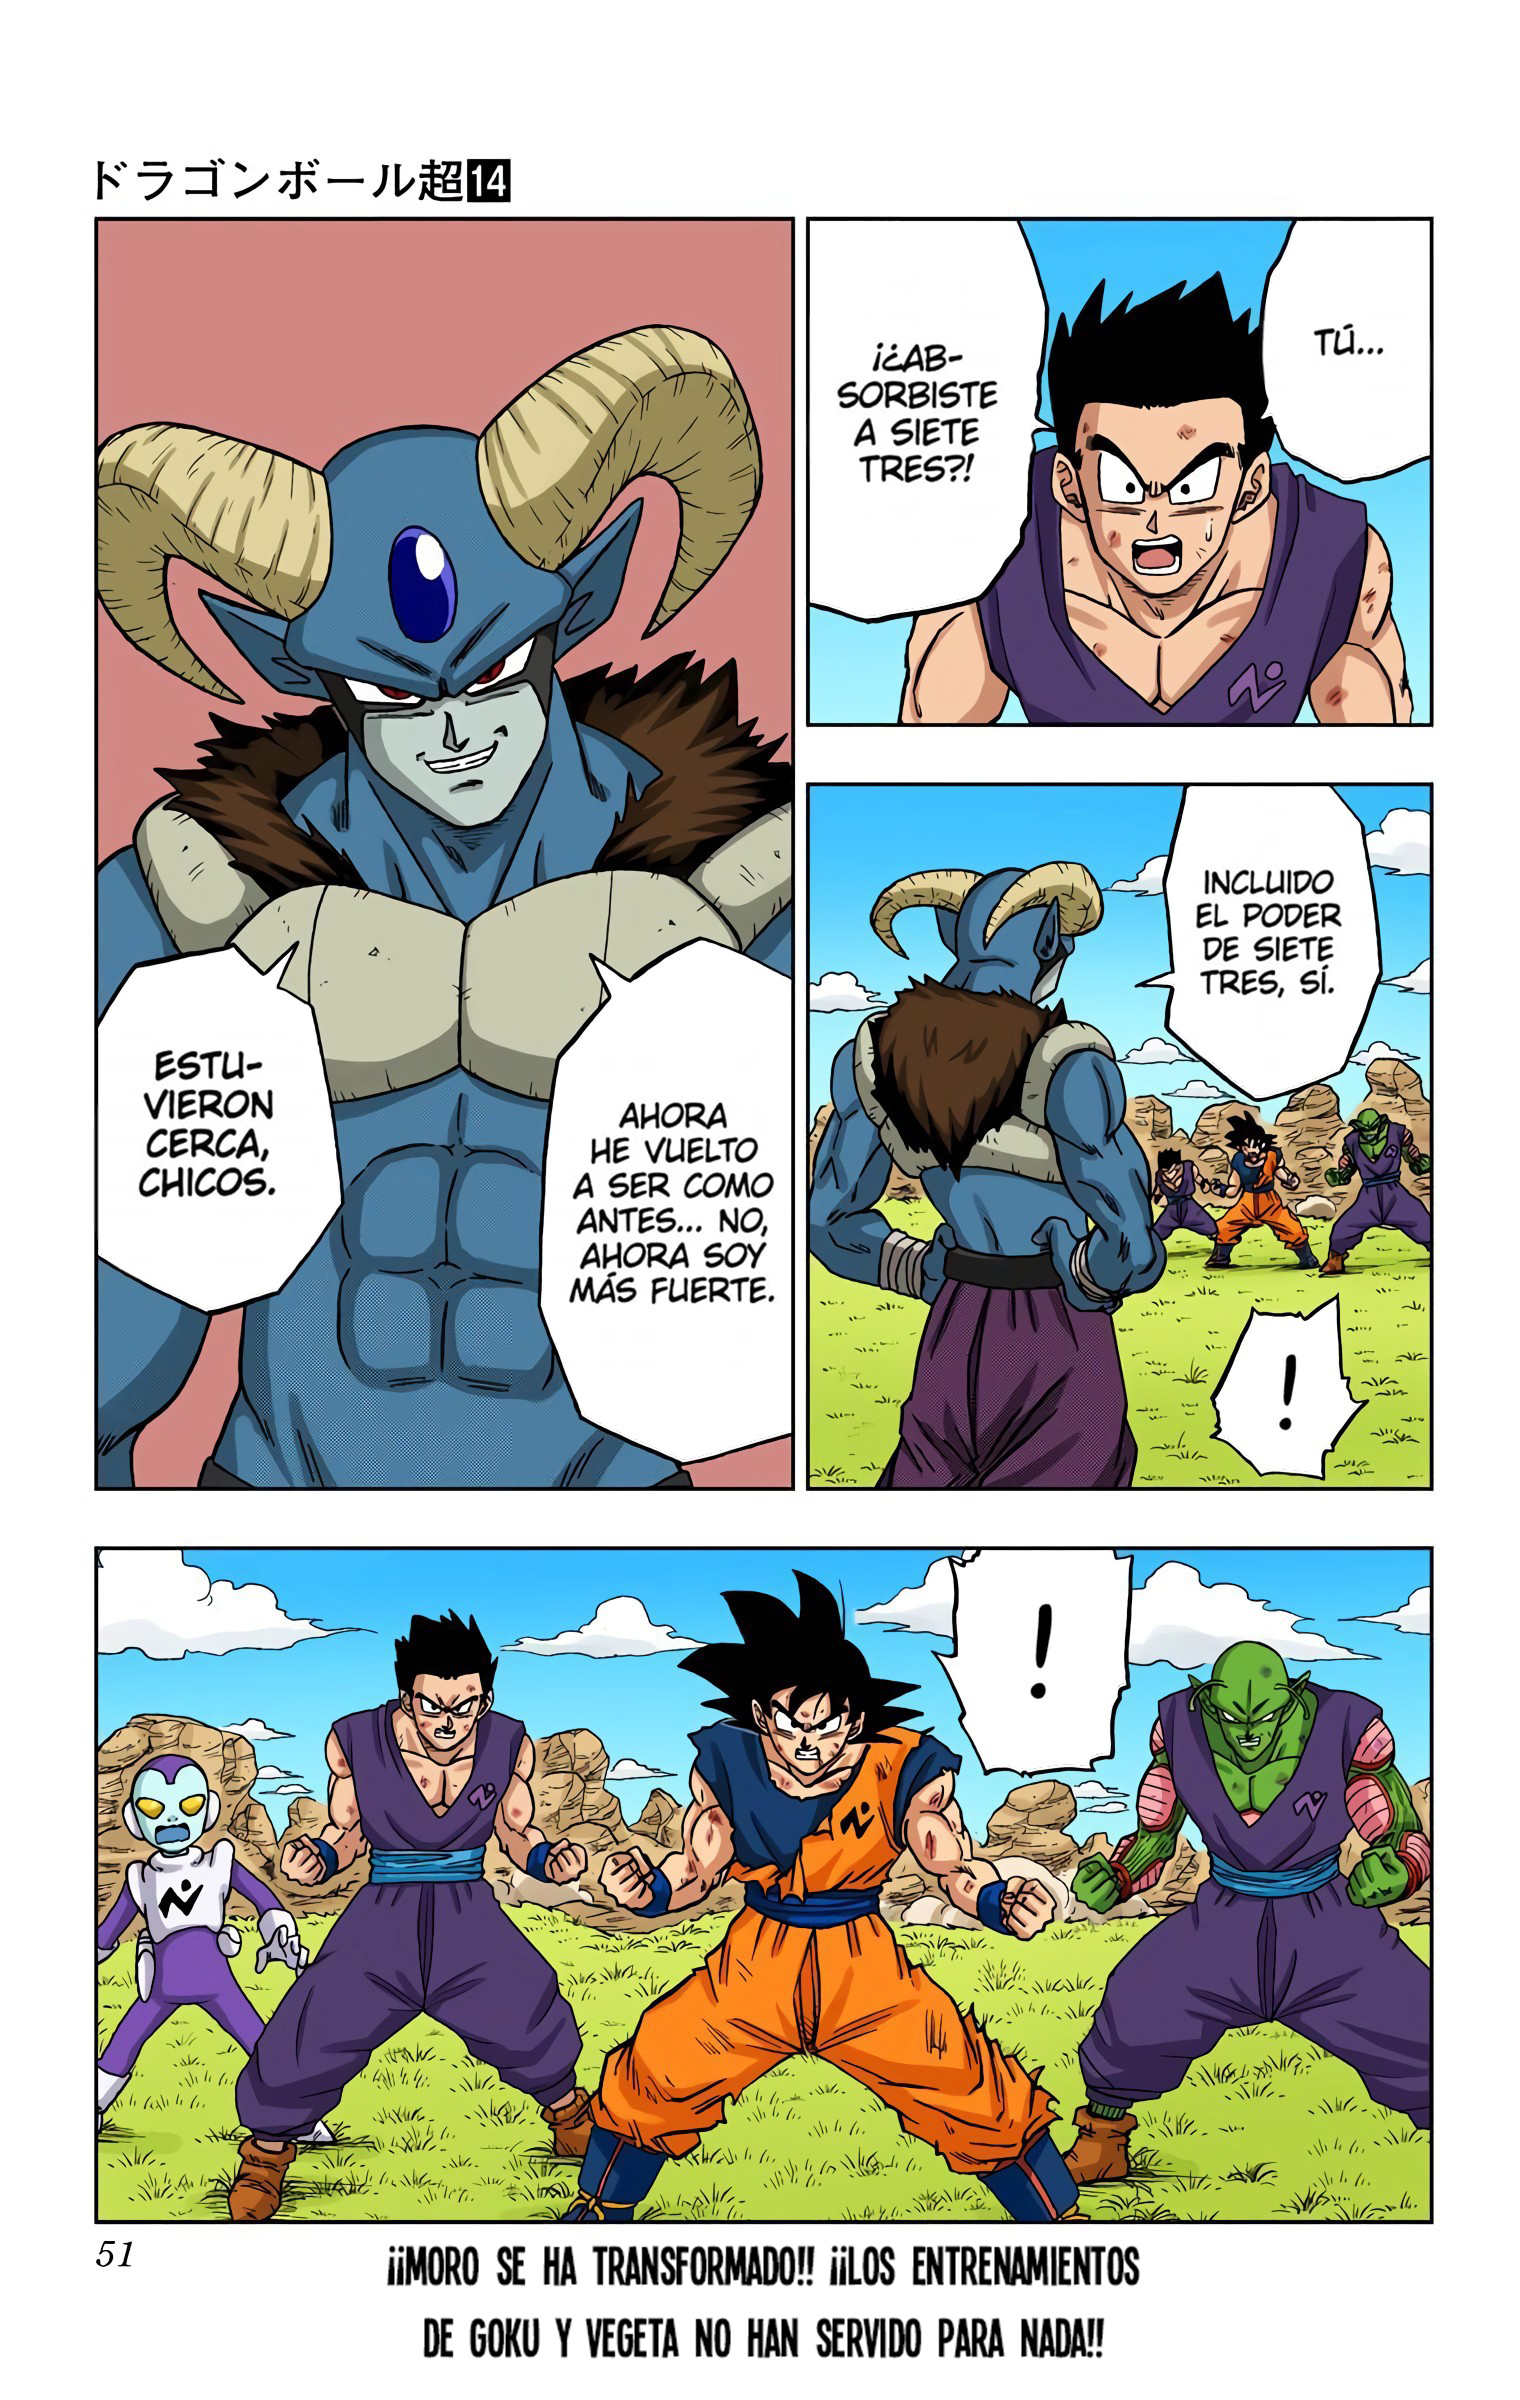 ドラゴンボール超14
TÚ...
¡¿AB-
SORBISTE
A SIETE
TRES?!
INCLUIDO
EL PODER
DE SIETE
TRES, SÍ.
!
AHORA
HE VUELTO
A SER COMO
ANTES... NO,
AHORA SOY
MÁS FUERTE.
ESTU-
VIERON
CERCA,
CHICOS.
!
51
¡¡MORO SE HA TRANSFORMADO!! ¡¡LOS ENTRENAMIENTOS
DE GOKU Y VEGETA NO HAN SERVIDO PARA NADA!!